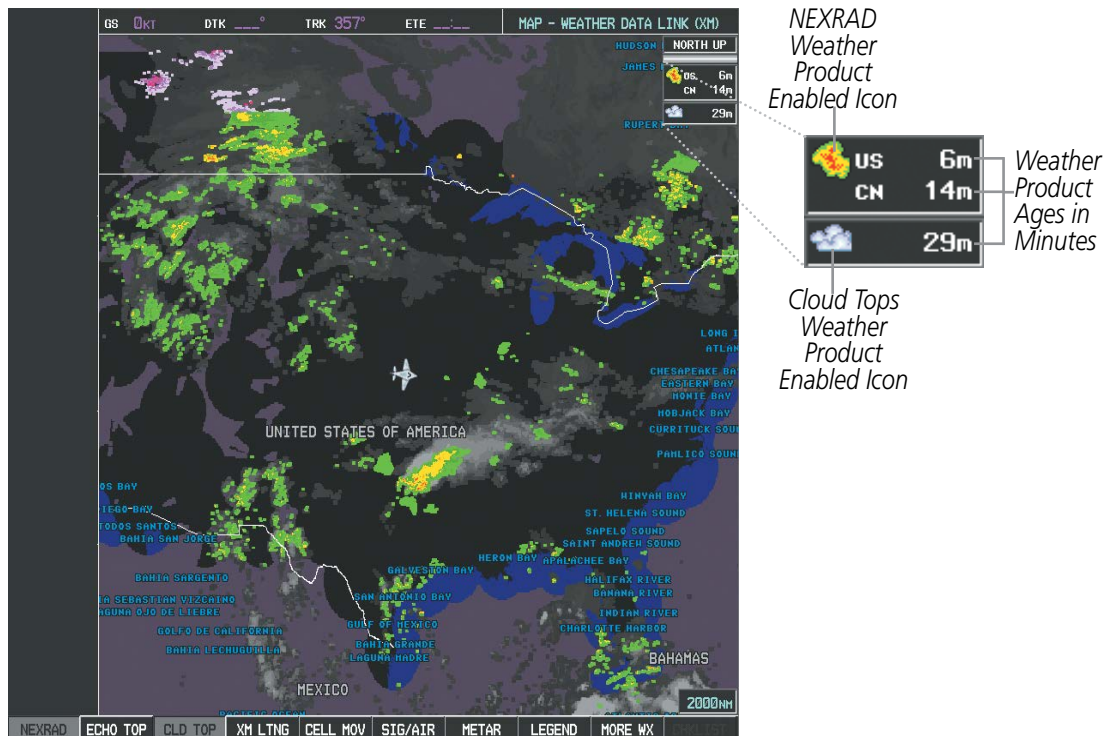 GS 0KT DTK ___° TRK 357° ETE __:__ MAP - WEATHER DATA LINK (XM)
HUDSON
NORTH UP
JAMES
US 6m
CN 14m
29m
RUPERT BAY
NEXRAD
Weather
Product
Enabled Icon
US 6m
CN 14m
29m
Weather
Product
Ages in
Minutes
Cloud Tops
Weather
Product
Enabled Icon
LONG I
ATLAN
CHESAPEAKE BA
EASTERN BAY
MONIE BAY
MOBJACK BAY
CURRITUCK SOU
PAMLICO SOUN
UNITED STATES OF AMERICA
OS BAY
IEGO BAY
TODOS SANTOS
BAHIA SAN JORGE
WINYAH BAY
ST. HELENA SOUND
SAPELO SOUND
SAINT ANDREW SOUND
HERON BAY
APALACHEE BAY
GALVESTON BAY
BAHIA SARGENTO
HALIFAX RIVER
BANANA RIVER
IA SEBASTIAN VIZCAINO
SAN ANTONIO BAY
AGUNA OJO DE LIEBRE
INDIAN RIVER
GULF OF MEXICO
CHARLOTTE HARBOR
GOLFO DE CALIFORNIA
BAHIA GRANDE
BAHIA LECHUGUILLA
LAGUNA MADRE
BAHAMAS
MEXICO
2000NM
NEXRAD ECHO TOP CLD TOP XM LTNG CELL MOV SIG/AIR METAR LEGEND MORE WX